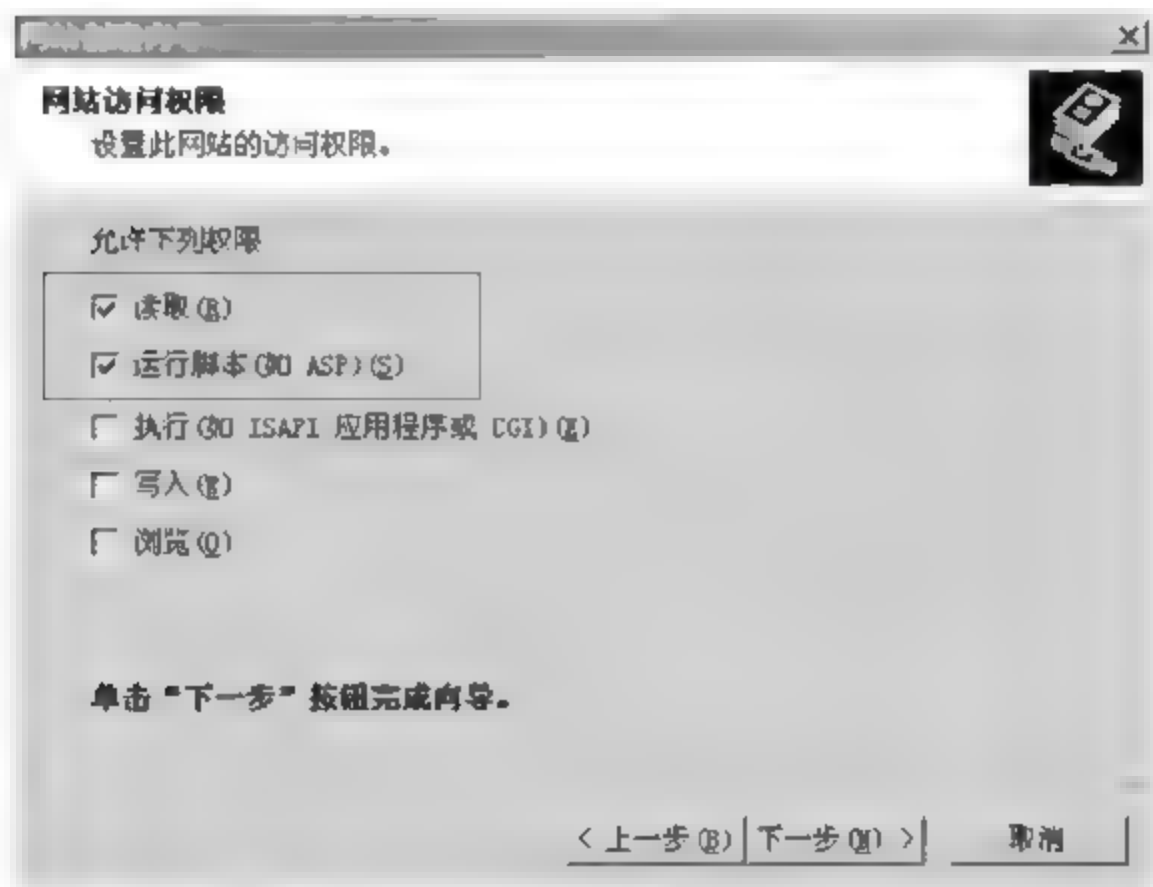 网站访问权限
设置此网站的访问权限。
允许下列权限
读取(R)
运行脚本(如 ASP)(S)
执行(如 ISAPI 应用程序或 CGI)(E)
写入(W)
浏览(O)
单击"下一步"按钮完成向导。
< 上一步(B) 下一步(N) > 取消